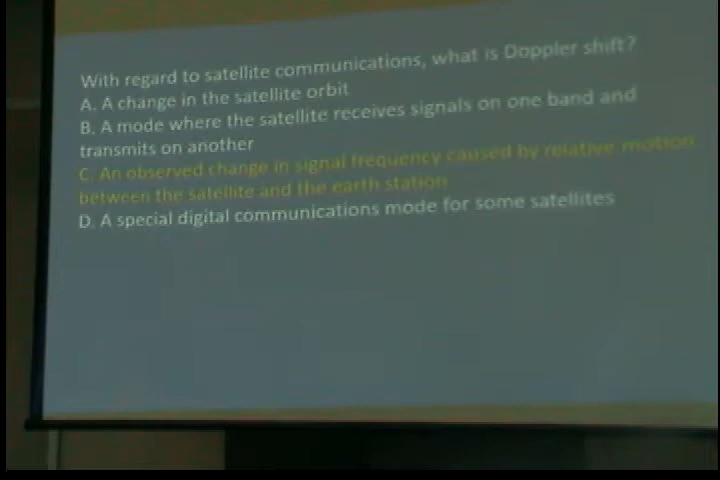 With regard to satellite communications, what is Doppler shift?
A. A change in the satellite orbit
B. A mode where the satellite receives signals on one band and
transmits on another
C. An observed change in signal frequency caused by relative motion
between the satellite and the earth station
D. A special digital communications mode for some satellites